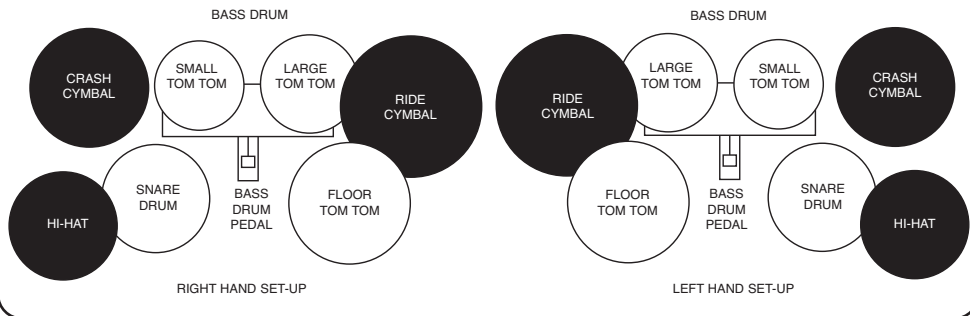 BASS DRUM
CRASH
CYMBAL
SMALL
TOM TOM
LARGE
TOM TOM
RIDE
CYMBAL
HI-HAT
SNARE
DRUM
BASS
DRUM
PEDAL
FLOOR
TOM TOM
RIGHT HAND SET-UP
BASS DRUM
RIDE
CYMBAL
LARGE
TOM TOM
SMALL
TOM TOM
CRASH
CYMBAL
FLOOR
TOM TOM
BASS
DRUM
PEDAL
SNARE
DRUM
HI-HAT
LEFT HAND SET-UP